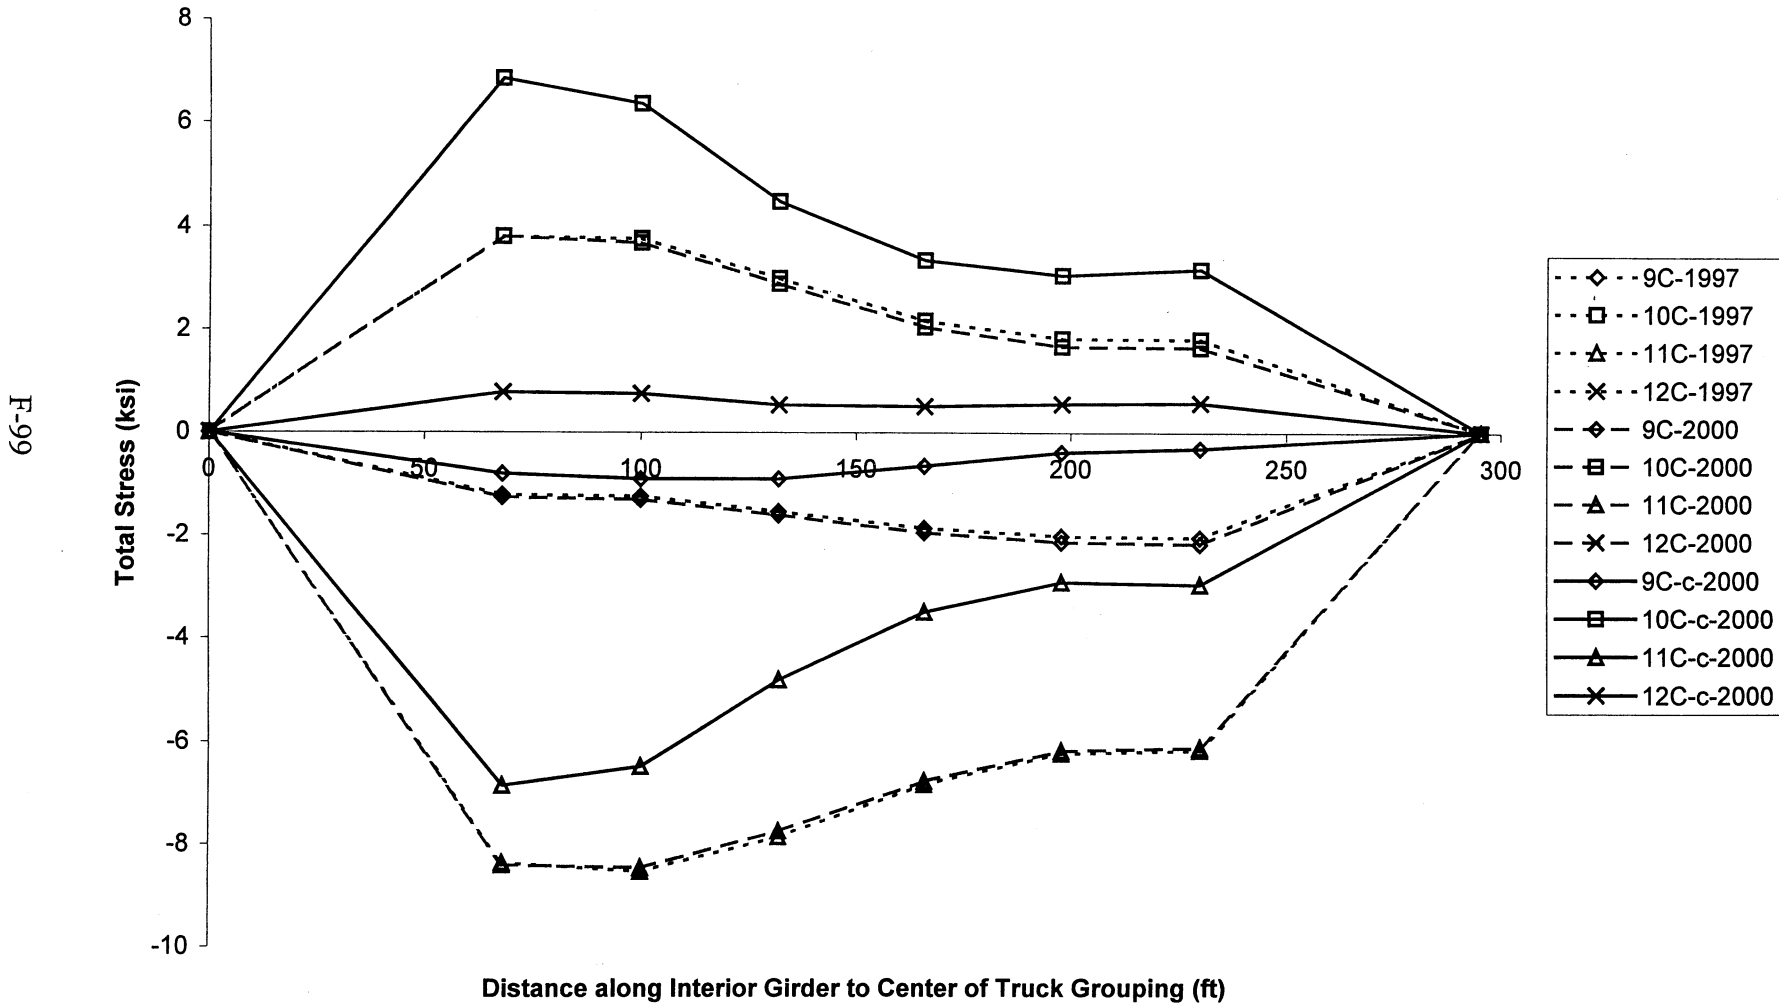 8
6
4
2
0
-2
-4
-6
-8
-10
Total Stress (ksi)
0 50 100 150 200 250 300
Distance along Interior Girder to Center of Truck Grouping (ft)
9C-1997
10C-1997
11C-1997
12C-1997
9C-2000
10C-2000
11C-2000
12C-2000
9C-c-2000
10C-c-2000
11C-c-2000
12C-c-2000
F-99